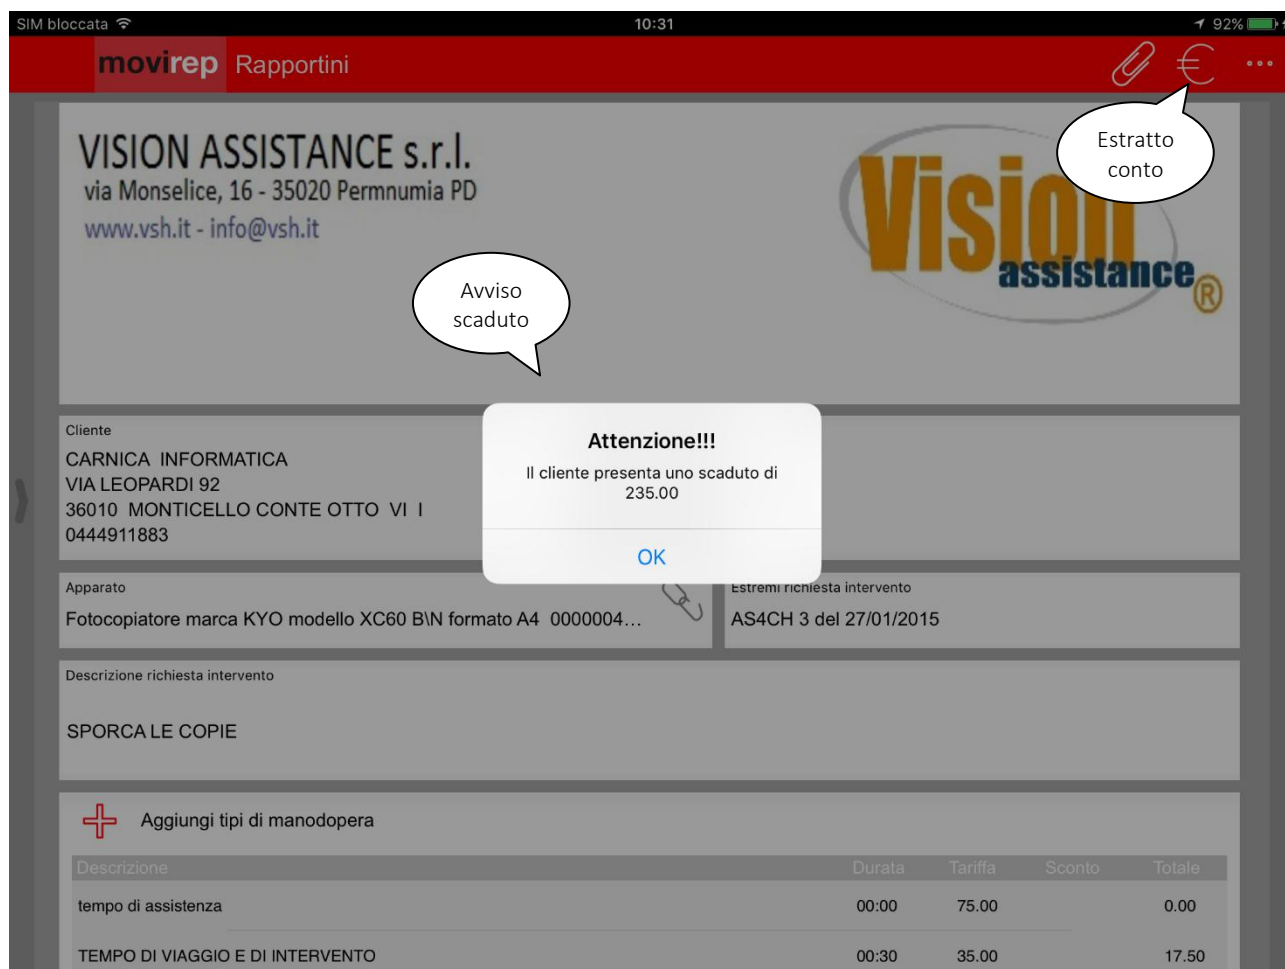 SIM bloccata 10:31 92%
movirep Rapportini
Estratto
conto
VISION ASSISTANCE s.r.l.
via Monselice, 16 - 35020 Permnumia PD
www.vsh.it - info@vsh.it
Vision
assistance®
Avviso
scaduto
Attenzione!!!
Il cliente presenta uno scaduto di
235.00
OK
Cliente
CARNICA INFORMATICA
VIA LEOPARDI 92
36010 MONTICELLO CONTE OTTO VI I
0444911883
Apparato
Fotocopiatore marca KYO modello XC60 B\N formato A4 0000004...
Estremi richiesta intervento
AS4CH 3 del 27/01/2015
Descrizione richiesta intervento
SPORCA LE COPIE
Aggiungi tipi di manodopera
Descrizione Durata Tariffa Sconto Totale
tempo di assistenza 00:00 75.00 0.00
TEMPO DI VIAGGIO E DI INTERVENTO 00:30 35.00 17.50